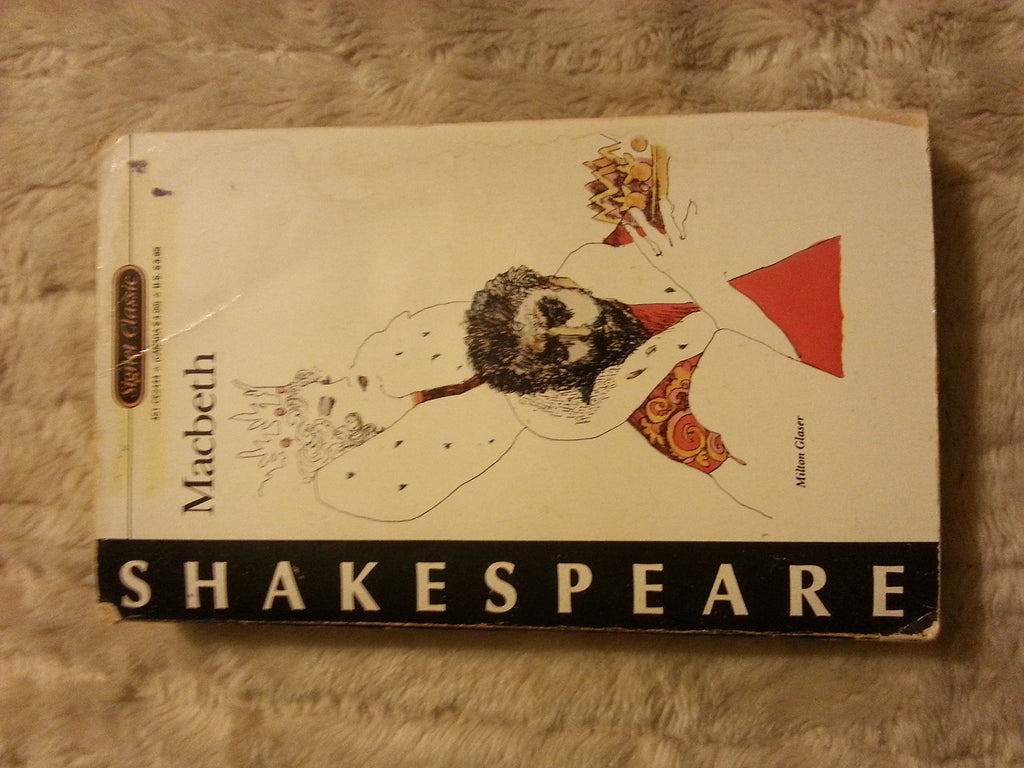 Signet Classic
Macbeth
SHAKESPEARE
Milton Glaser